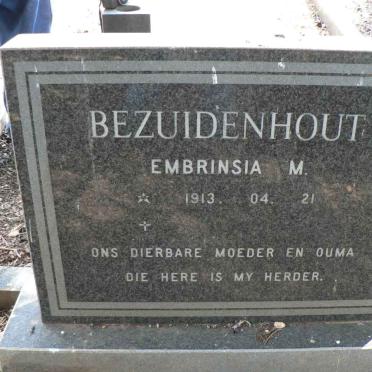 BEZUIDENHOUT
EMBRINSIA M.
☆ 1913. 04. 21
✝
ONS DIERBARE MOEDER EN OUMA
DIE HERE IS MY HERDER.